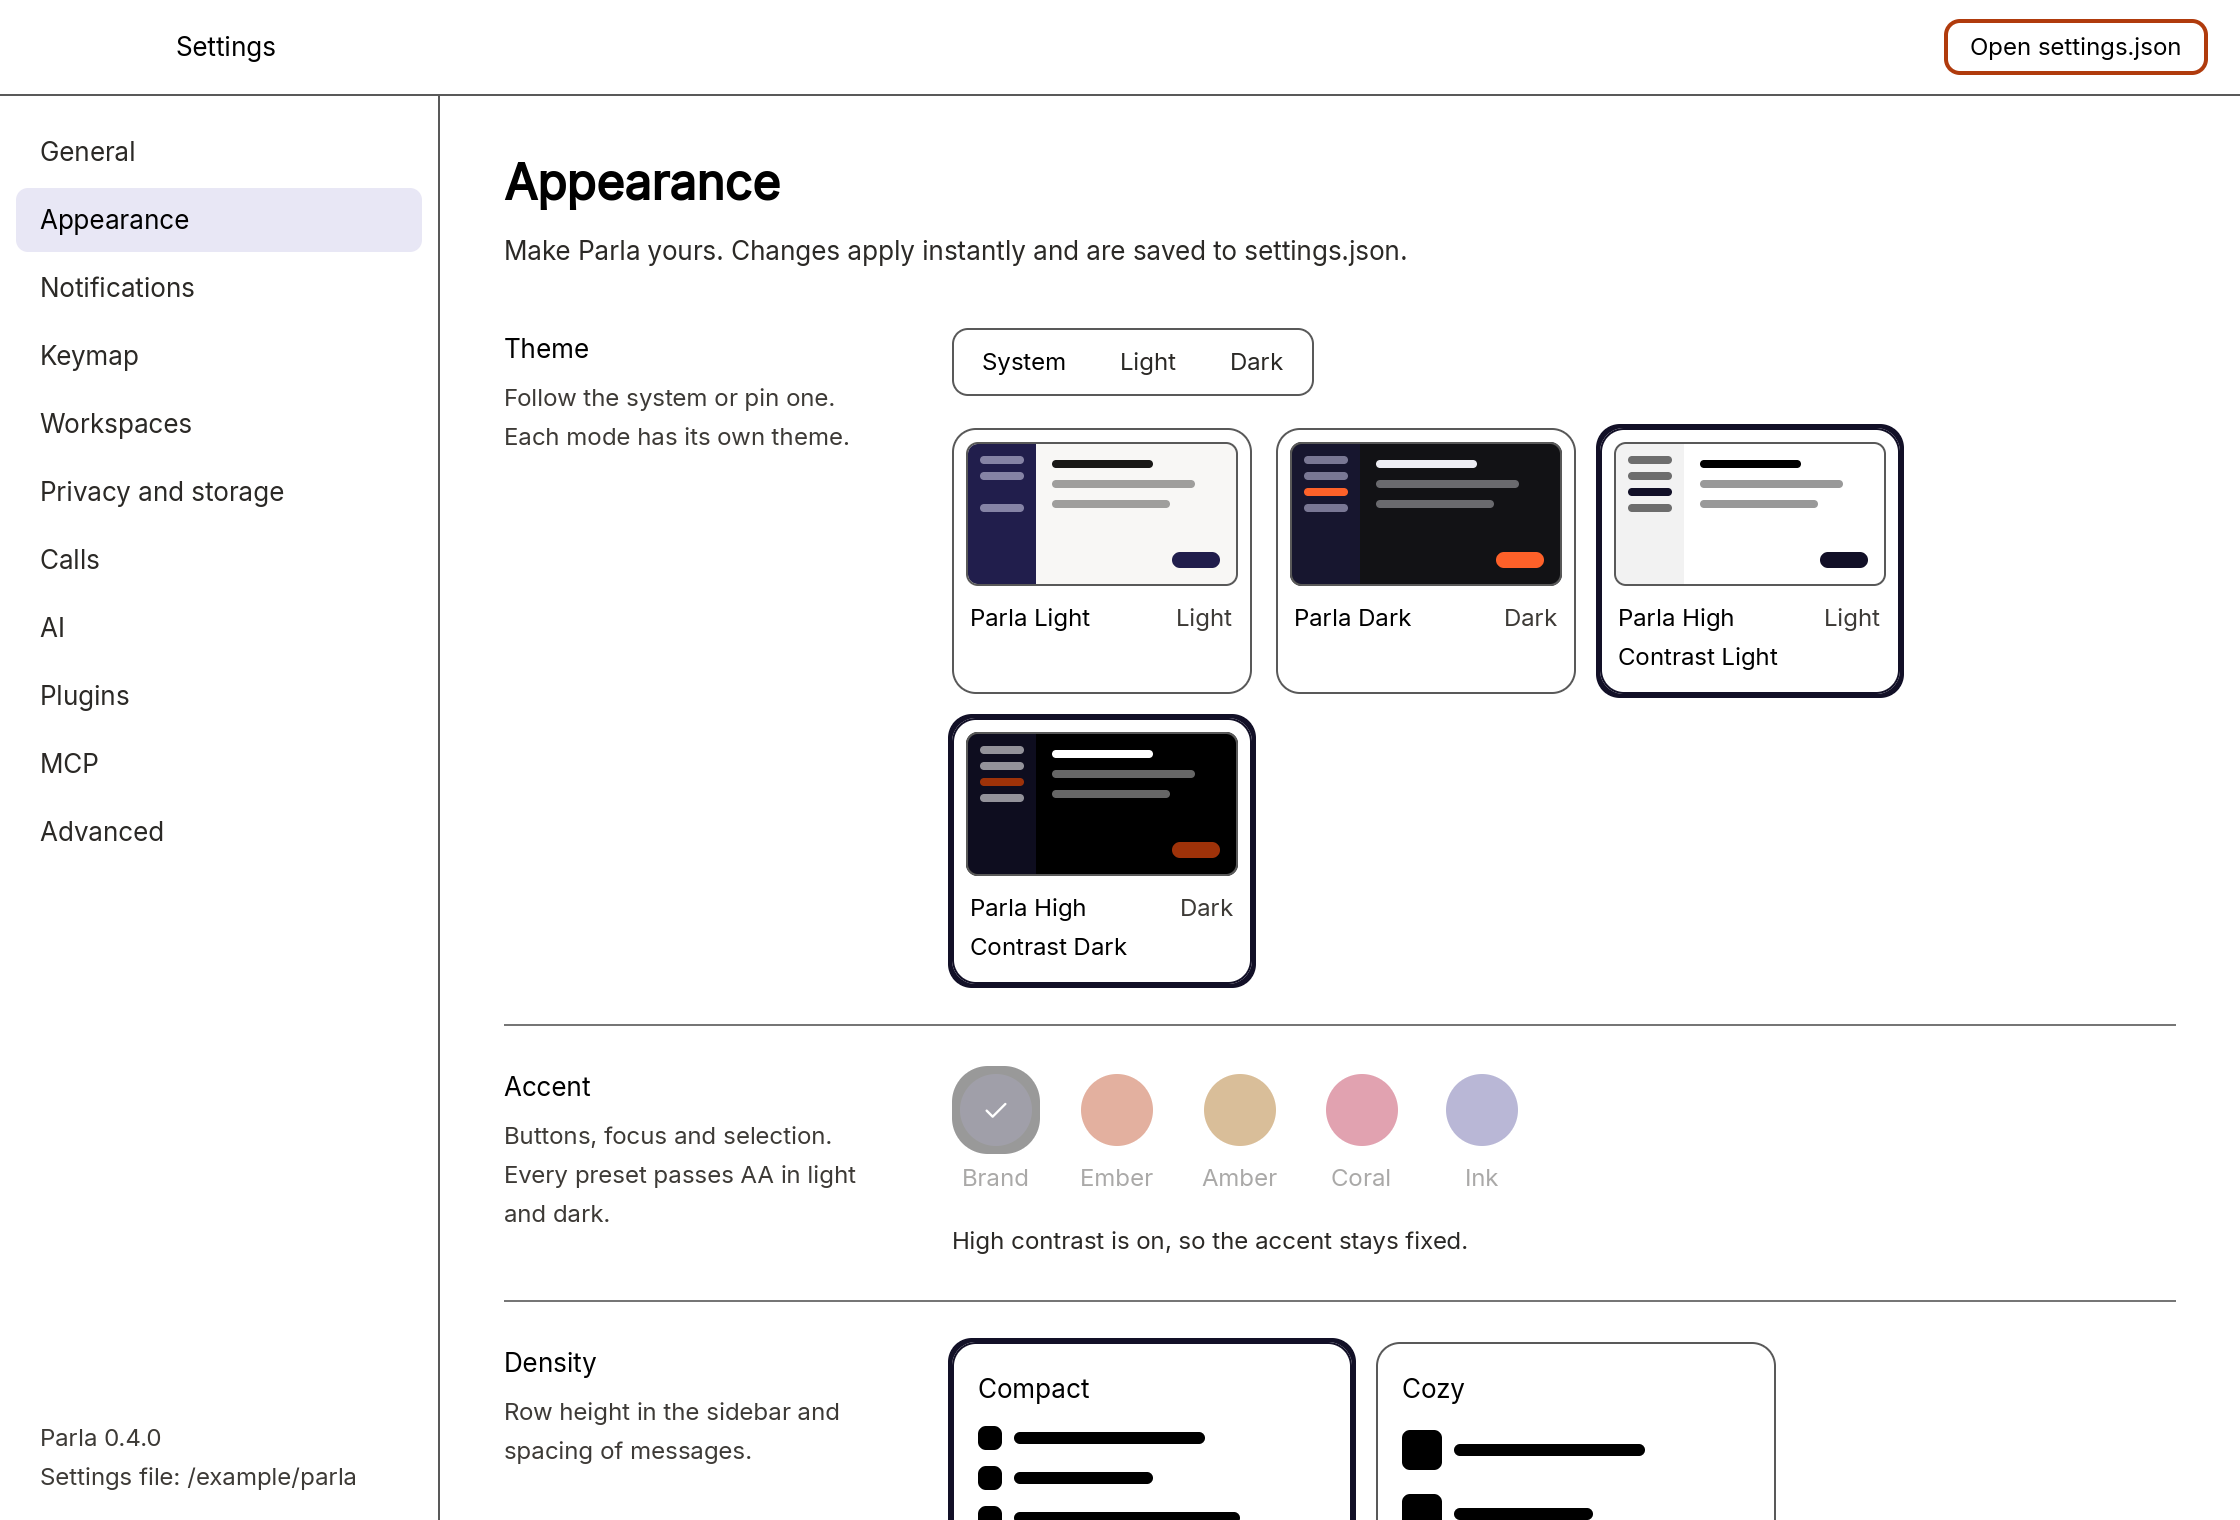 Settings
Open settings.json
General
Appearance
Notifications
Keymap
Workspaces
Privacy and storage
Calls
AI
Plugins
MCP
Advanced
Parla 0.4.0
Settings file: /example/parla
Appearance
Make Parla yours. Changes apply instantly and are saved to settings.json.
Theme
Follow the system or pin one.
Each mode has its own theme.
System Light Dark
Parla Light Light
Parla Dark Dark
Parla High Light
Contrast Light
Parla High Dark
Contrast Dark
Accent
Buttons, focus and selection.
Every preset passes AA in light
and dark.
Brand Ember Amber Coral Ink
High contrast is on, so the accent stays fixed.
Density
Row height in the sidebar and
spacing of messages.
Compact
Cozy